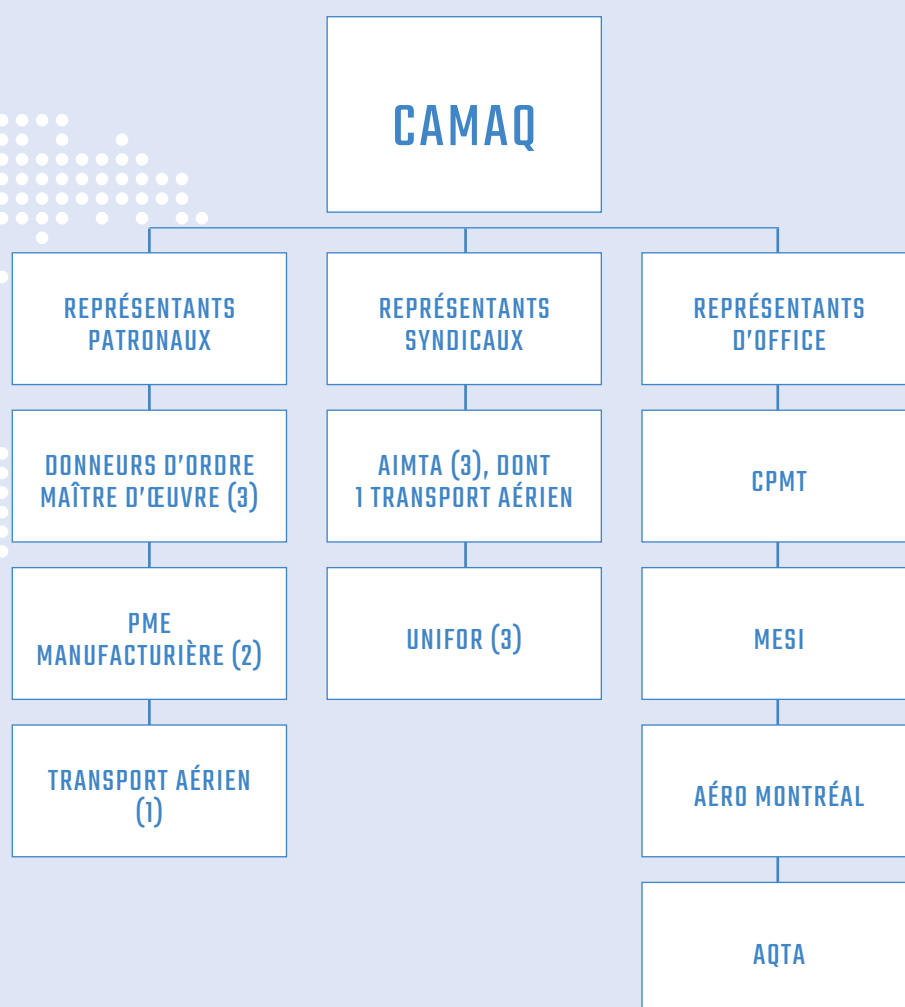 CAMAQ
REPRÉSENTANTS
PATRONAUX
DONNEURS D'ORDRE
MAÎTRE D'ŒUVRE (3)
PME
MANUFACTURIÈRE (2)
TRANSPORT AÉRIEN
(1)
REPRÉSENTANTS
SYNDICAUX
AIMTA (3), DONT
1 TRANSPORT AÉRIEN
UNIFOR (3)
REPRÉSENTANTS
D'OFFICE
CPMT
MESI
AÉRO MONTRÉAL
AQTA